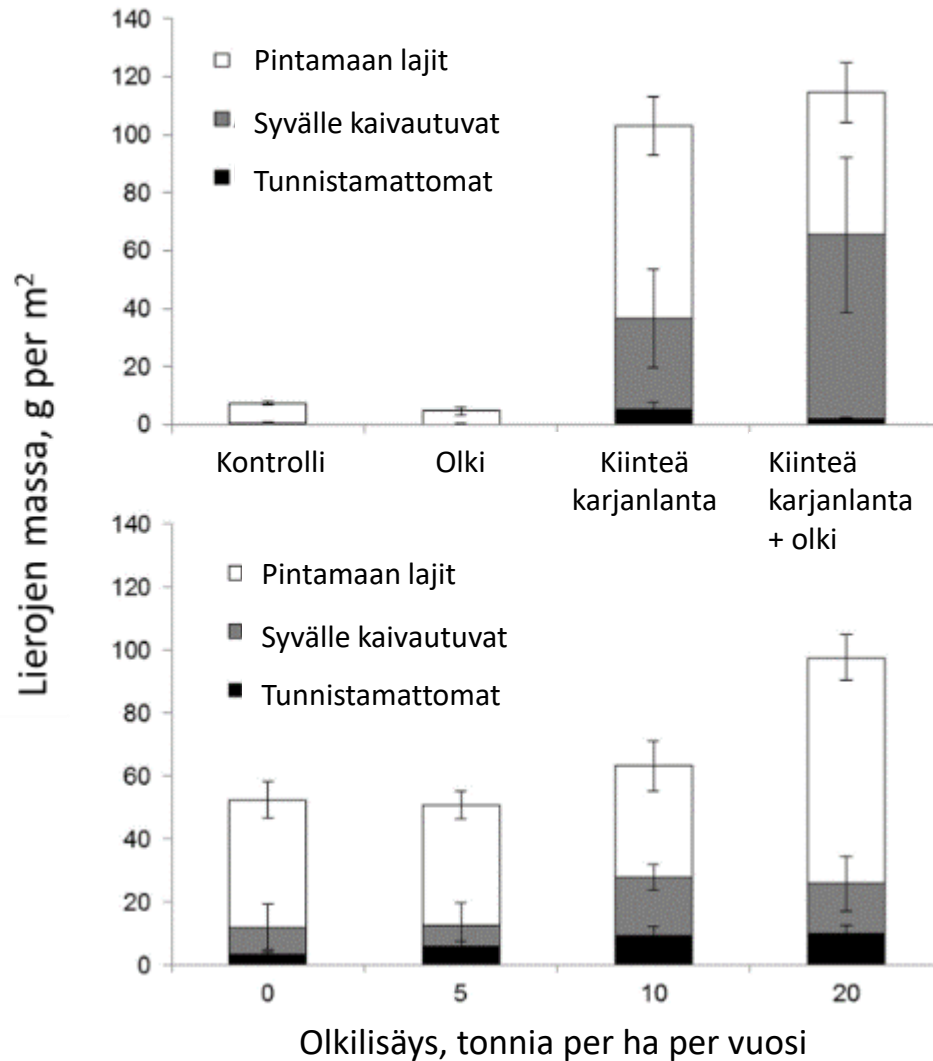 Lierojen massa, g per m²
140
120
100
80
60
40
20
0
Pintamaan lajit
Syvälle kaivautuvat
Tunnistamattomat
Kontrolli
Olki
Kiinteä
karjanlanta
Kiinteä
karjanlanta
+ olki
140
120
100
80
60
40
20
0
Pintamaan lajit
Syvälle kaivautuvat
Tunnistamattomat
0
5
10
20
Olkilisäys, tonnia per ha per vuosi